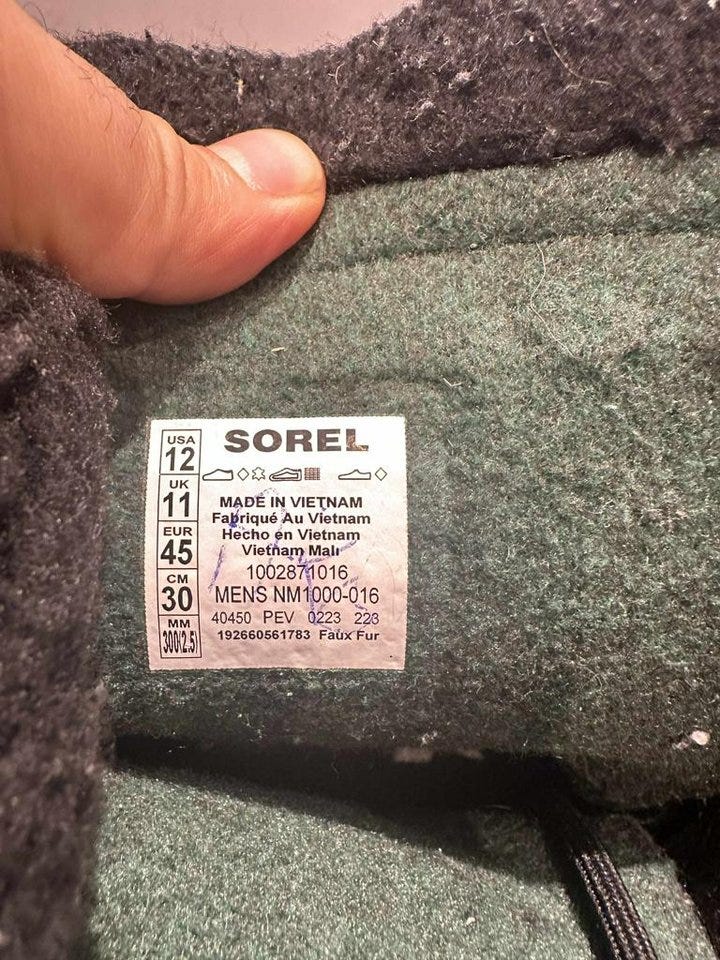 USA
12
UK
11
EUR
45
CM
30
MM
300(2.5)
SOREL
MADE IN VIETNAM
Fabriqué Au Vietnam
Hecho en Vietnam
Vietnam Malı
1002871016
MENS NM1000-016
40450 PEV 0223 223
192660561783 Faux Fur